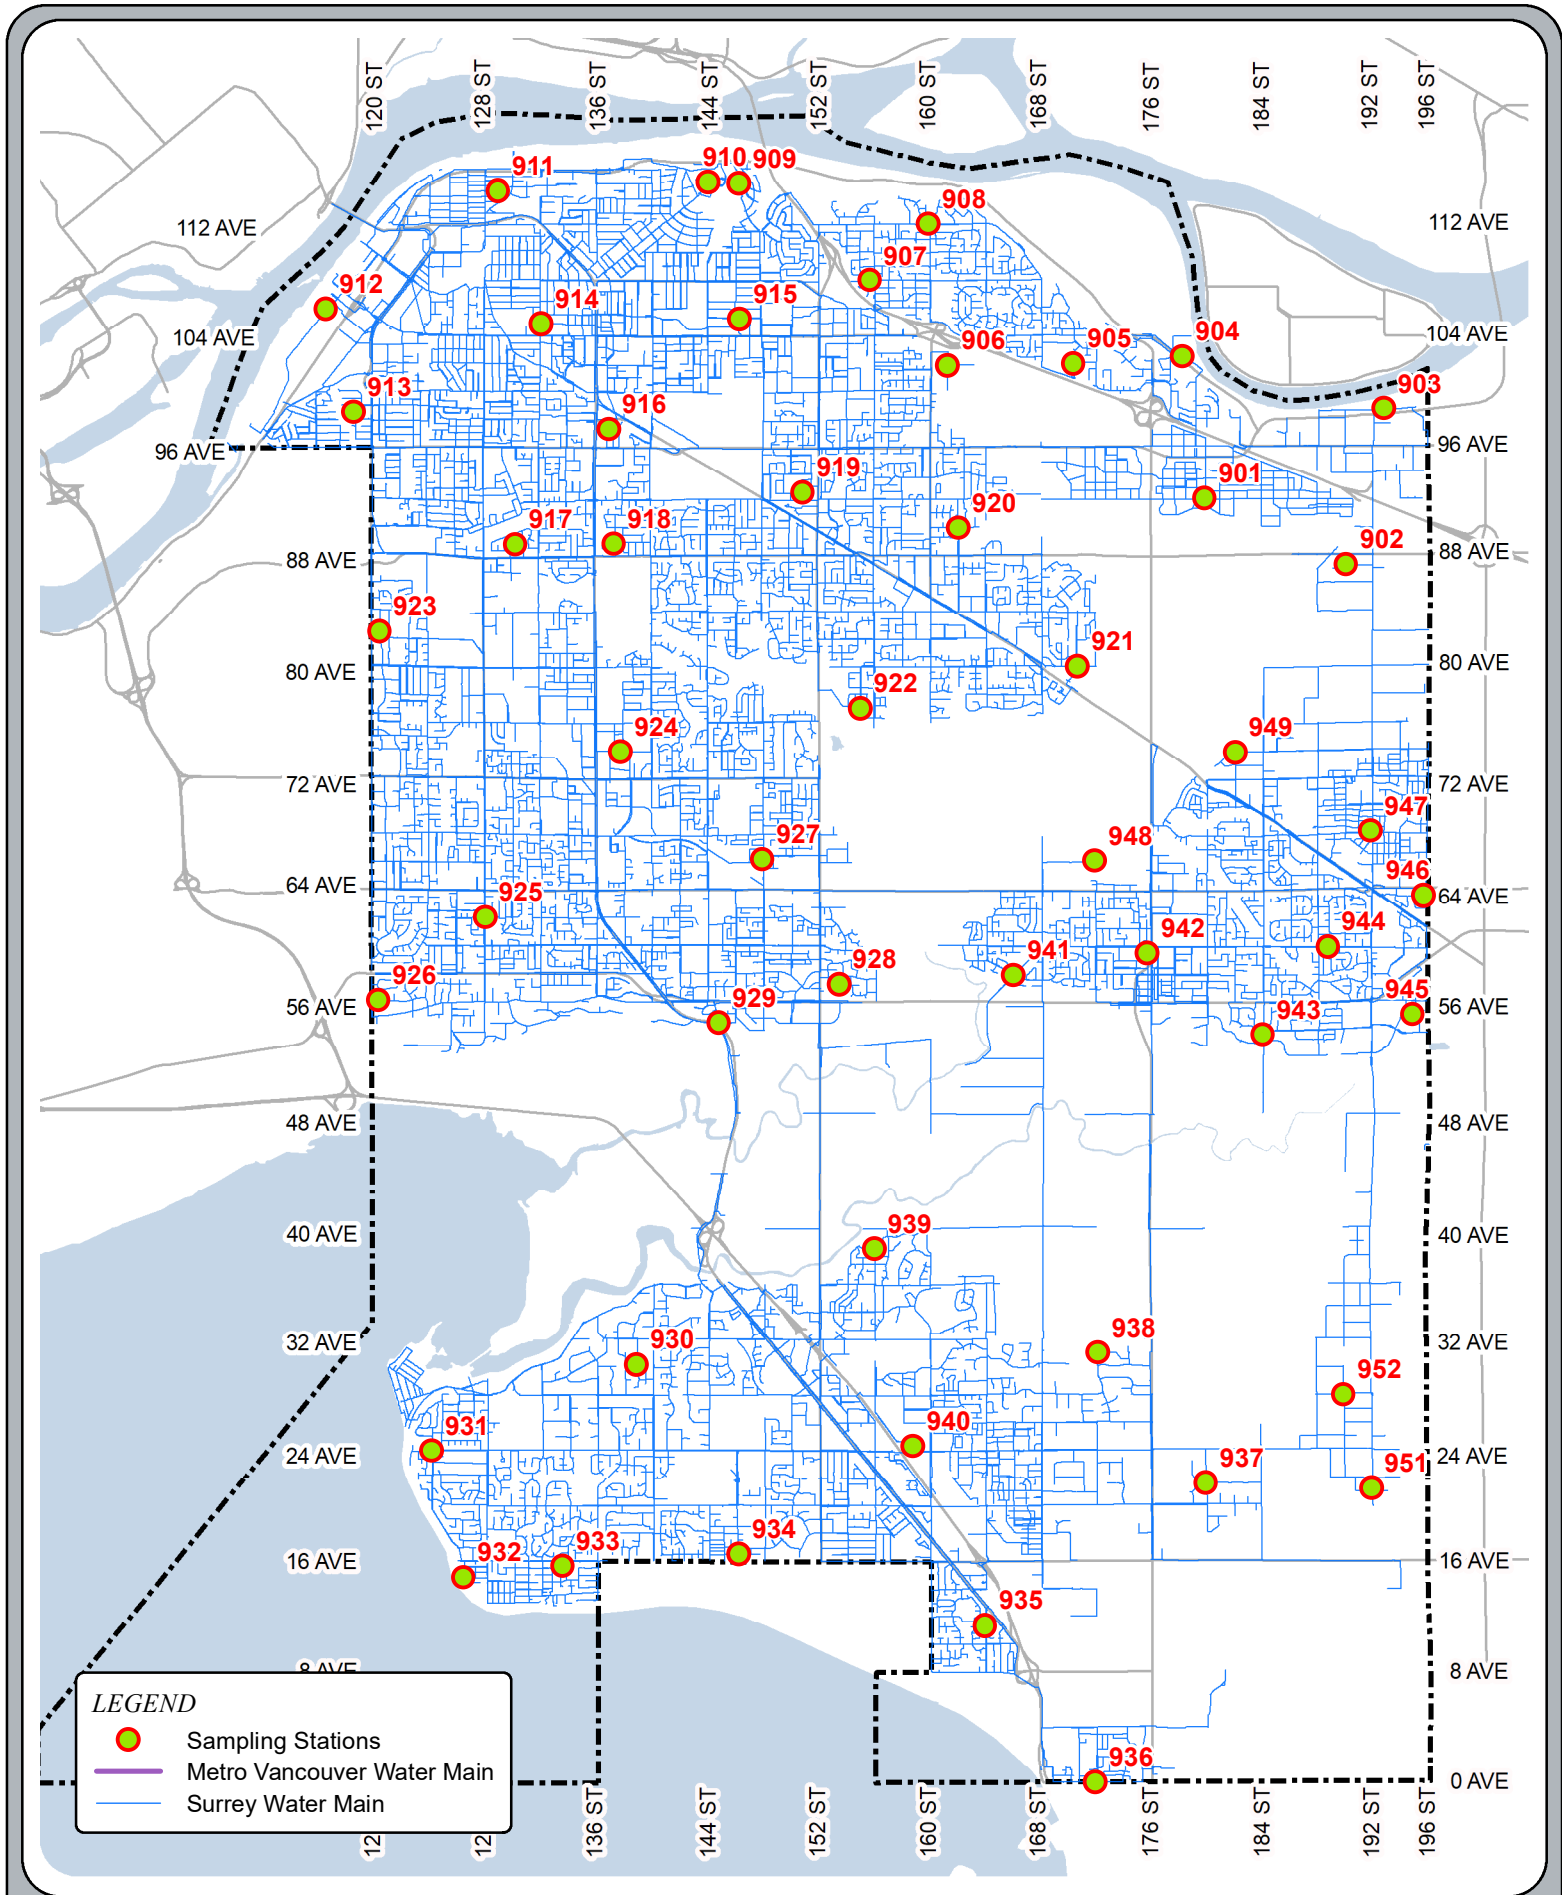 120 ST
128 ST
136 ST
144 ST
152 ST
160 ST
168 ST
176 ST
184 ST
192 ST
196 ST
910 909
911
908
112 AVE
112 AVE
907
912
914
915
904
104 AVE
104 AVE
905
906
913
903
916
96 AVE
96 AVE
919
901
920
917
918
902
88 AVE
88 AVE
923
921
80 AVE
80 AVE
922
924
949
72 AVE
72 AVE
947
927
948
946
64 AVE
64 AVE
925
944
942
941
928
926
945
56 AVE
56 AVE
929
943
48 AVE
48 AVE
939
40 AVE
40 AVE
938
930
32 AVE
32 AVE
952
931
940
24 AVE
24 AVE
937
951
934
933
932
16 AVE
16 AVE
935
8 AVE
8 AVE
LEGEND
Sampling Stations
Metro Vancouver Water Main
Surrey Water Main
936
0 AVE
12
12
136 ST
144 ST
152 ST
160 ST
168 ST
176 ST
184 ST
192 ST
196 ST